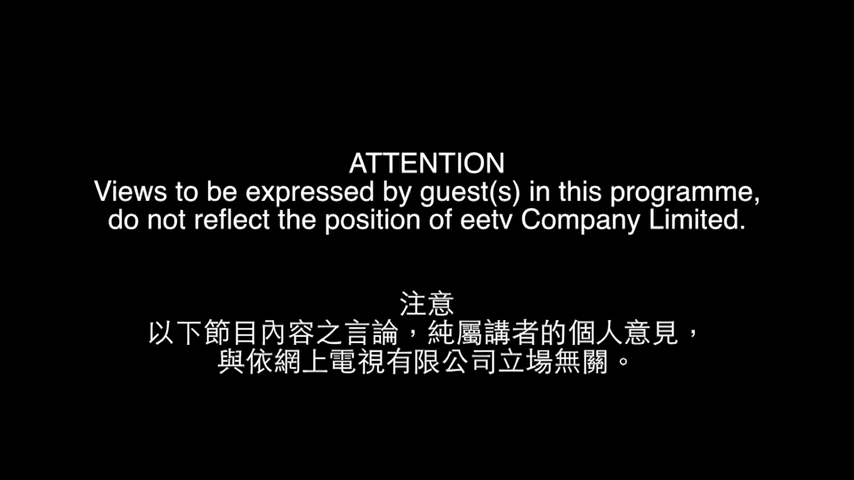 ATTENTION
Views to be expressed by guest(s) in this programme,
do not reflect the position of eetv Company Limited.
注意
以下節目內容之言論，純屬講者的個人意見，
與依網上電視有限公司立場無關。